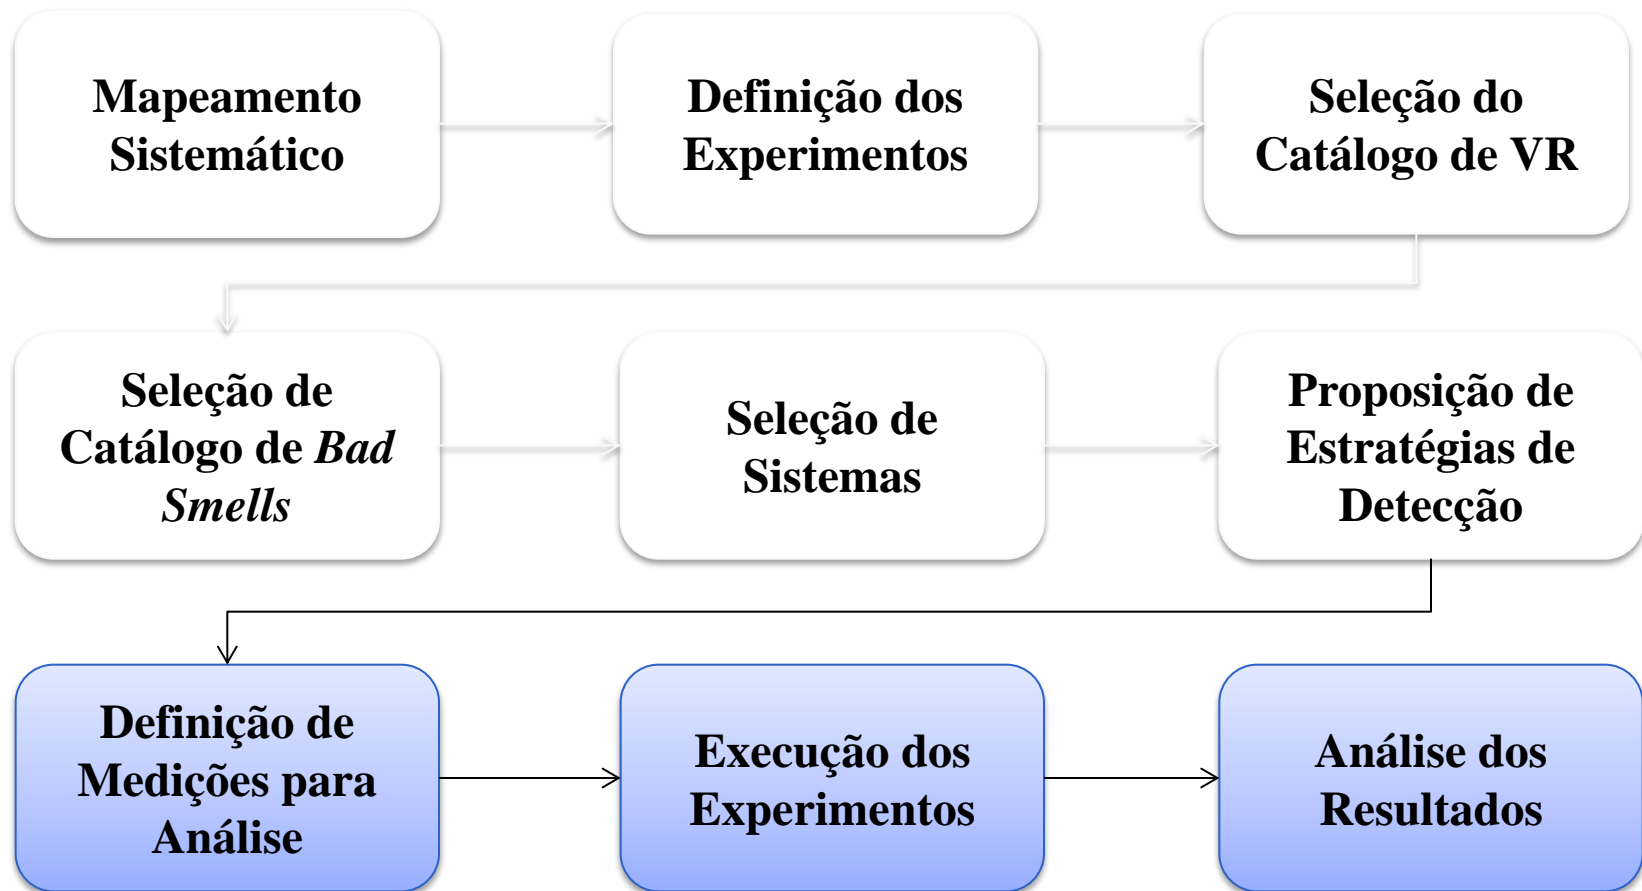 Mapeamento
Sistemático
Definição dos
Experimentos
Seleção do
Catálogo de VR
Seleção de
Catálogo de Bad
Smells
Seleção de
Sistemas
Proposição de
Estratégias de
Detecção
Definição de
Medições para
Análise
Execução dos
Experimentos
Análise dos
Resultados